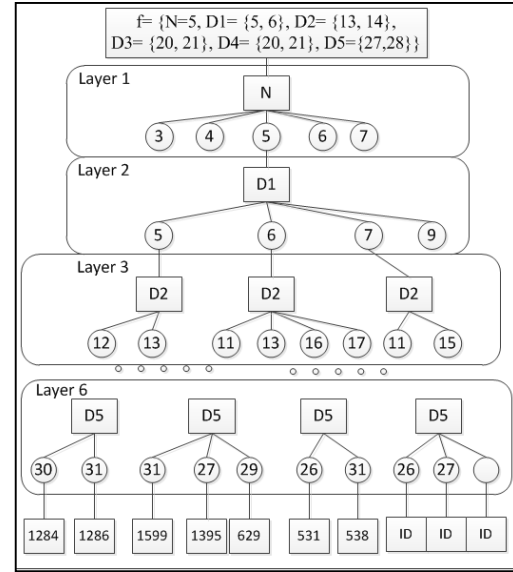 f= {N=5, D1= {5, 6}, D2= {13, 14},
D3= {20, 21}, D4= {20, 21}, D5={27,28}}
Layer 1
N
3 4 5 6 7
Layer 2
D1
5 6 7 9
Layer 3
D2 D2 D2
12 13 11 13 16 17 11 15
Layer 6
D5 D5 D5 D5
30 31 31 27 29 26 31 26 27
1284 1286 1599 1395 629 531 538 ID ID ID